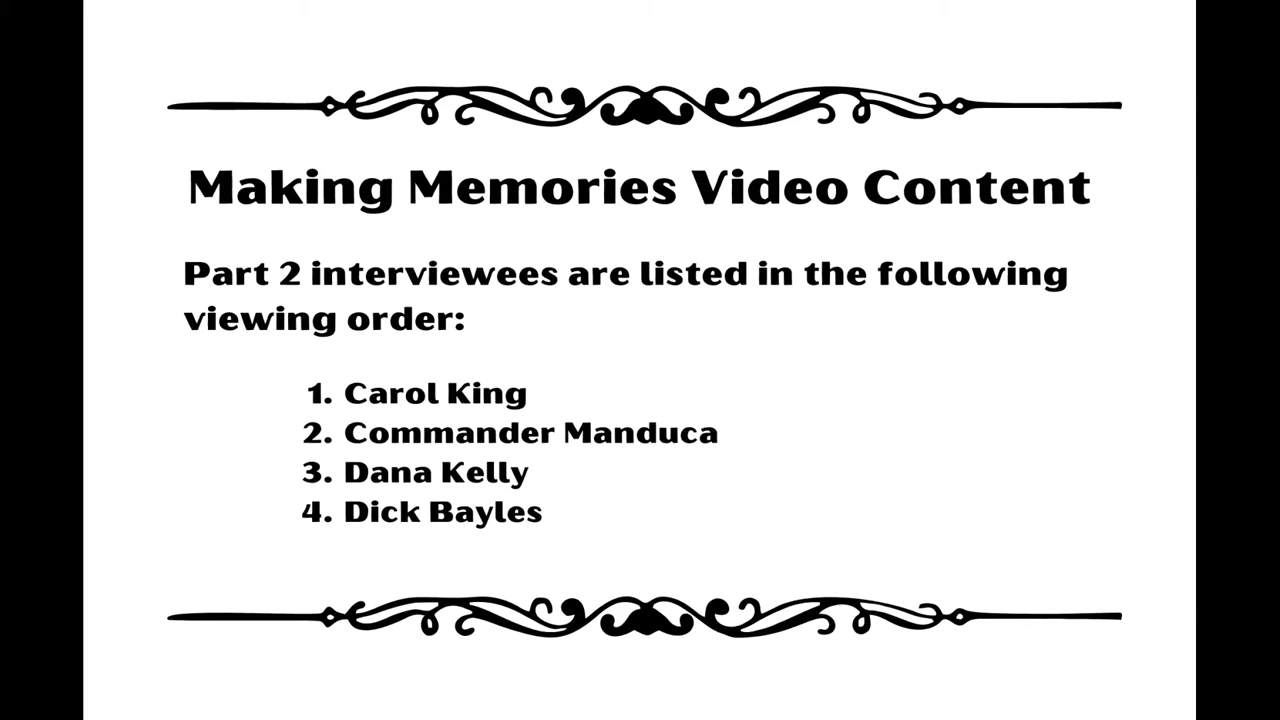 Making Memories Video Content
Part 2 interviewees are listed in the following
viewing order:
1. Carol King
2. Commander Manduca
3. Dana Kelly
4. Dick Bayles